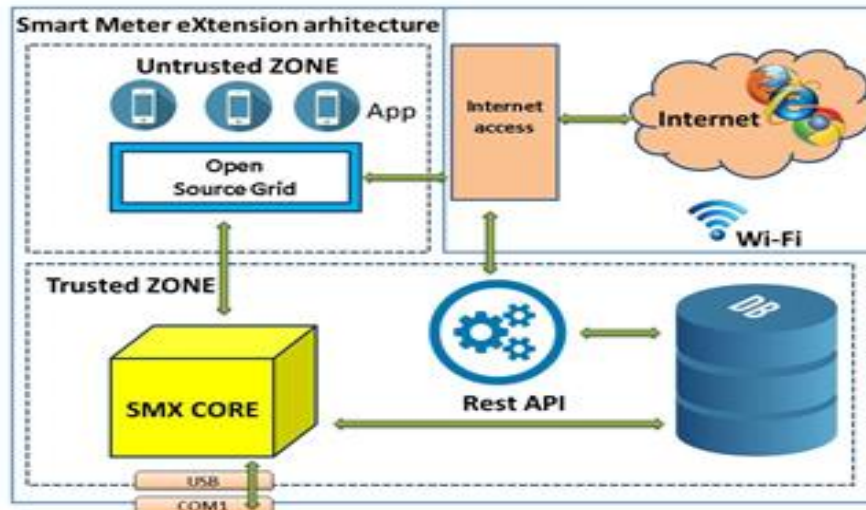 Smart Meter eXtension arhitecture
Untrusted ZONE
App
Open
Source Grid
Internet
access
Internet
Wi-Fi
Trusted ZONE
SMX CORE
Rest API
DB
USB
COM1